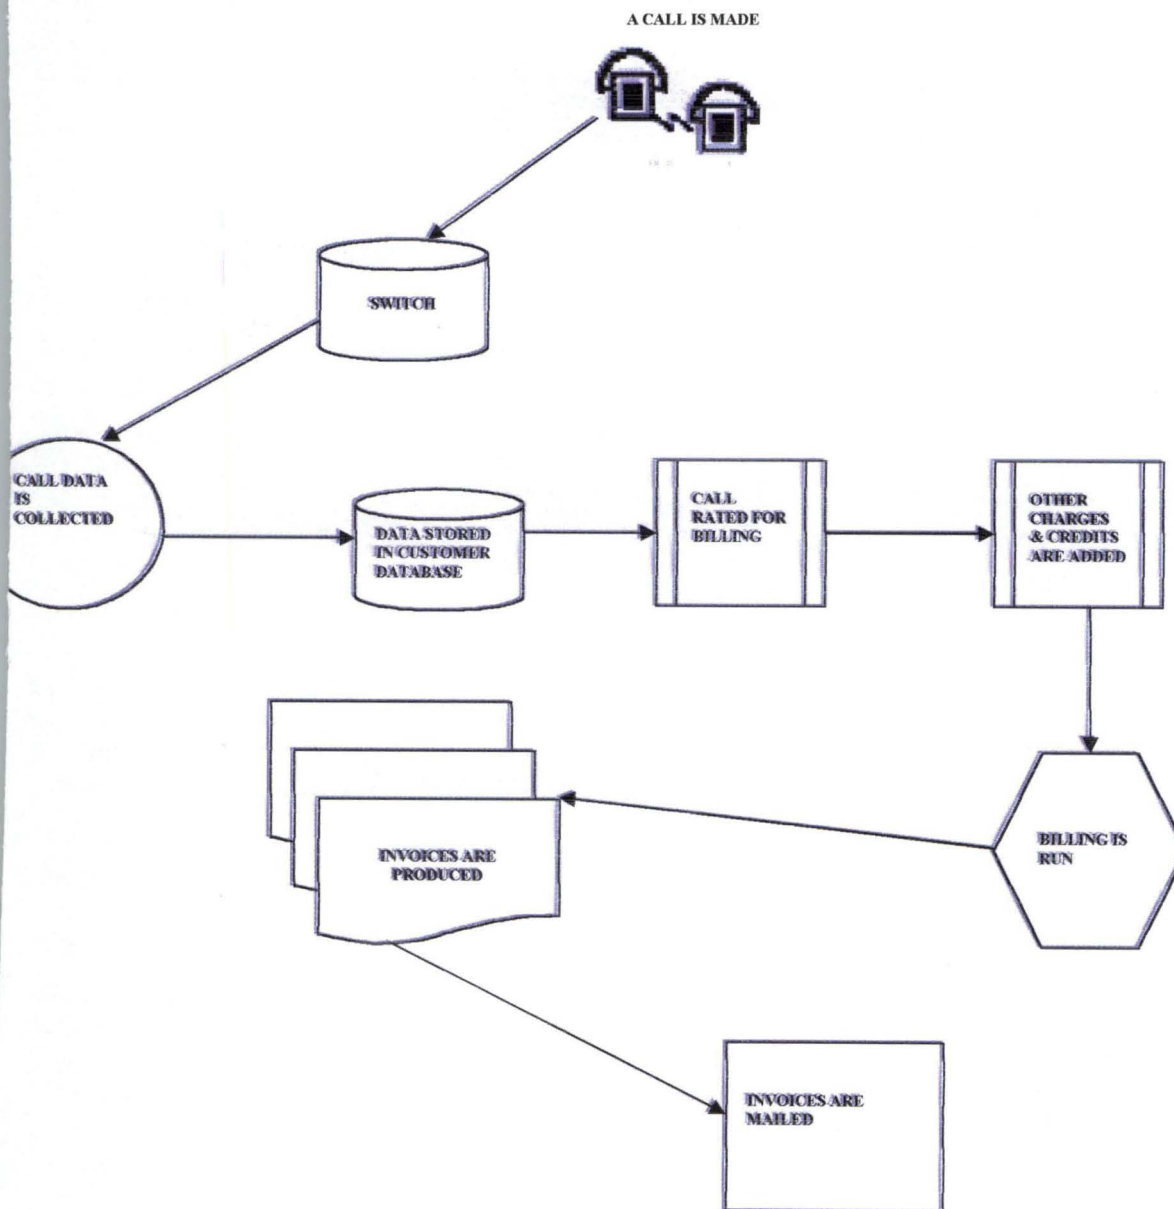 A CALL IS MADE
SWITCH
CALL DATA
IS
COLLECTED
DATA STORED
IN CUSTOMER
DATABASE
CALL
RATED FOR
BILLING
OTHER
CHARGES
& CREDITS
ARE ADDED
BILLING IS
RUN
INVOICES ARE
PRODUCED
INVOICES ARE
MAILED